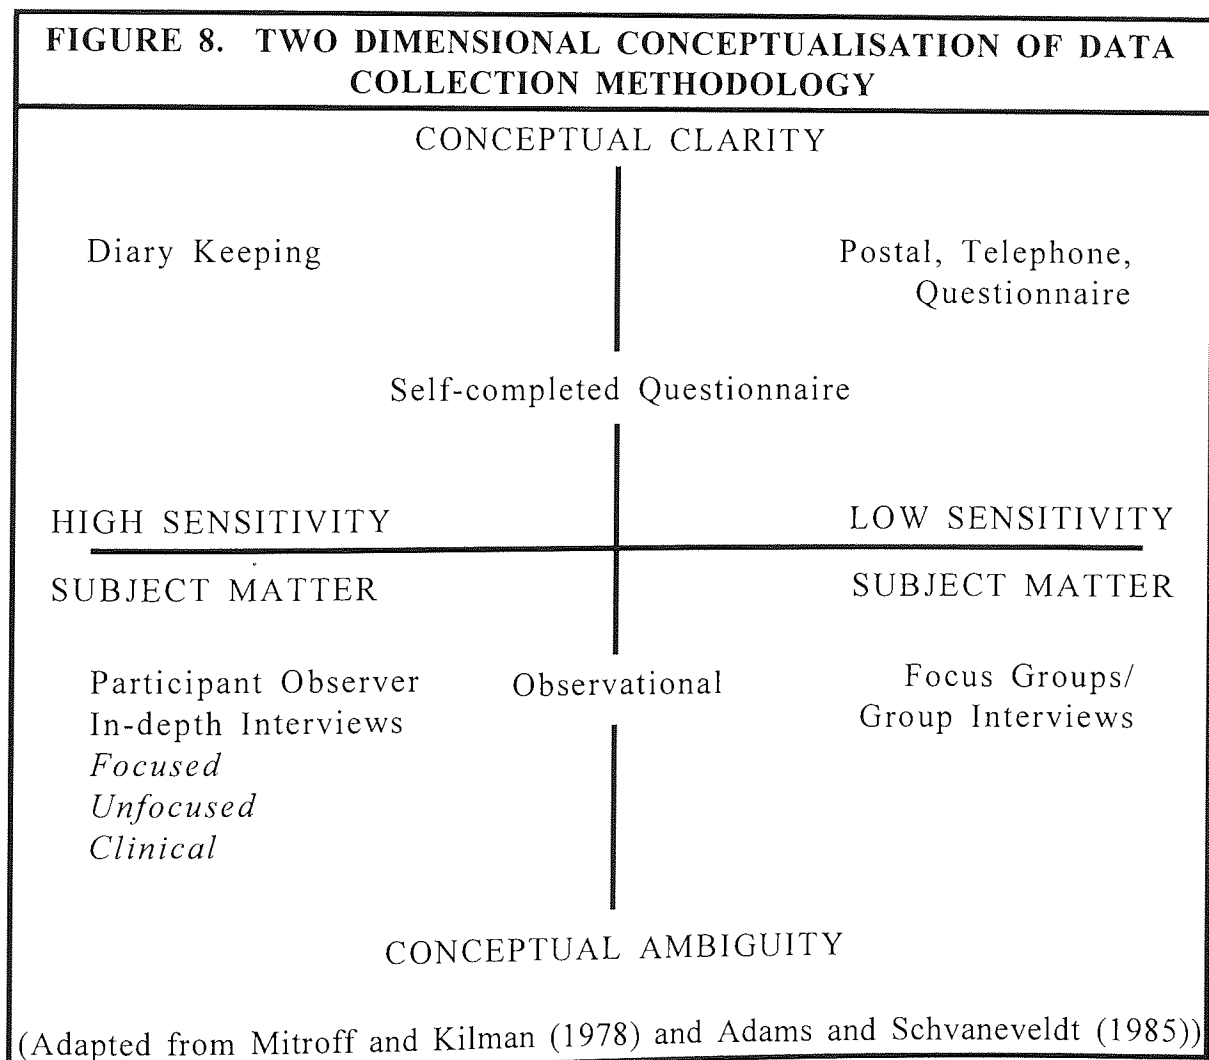 FIGURE 8. TWO DIMENSIONAL CONCEPTUALISATION OF DATA
COLLECTION METHODOLOGY
CONCEPTUAL CLARITY
Diary Keeping
Postal, Telephone,
Questionnaire
Self-completed Questionnaire
HIGH SENSITIVITY
LOW SENSITIVITY
SUBJECT MATTER
SUBJECT MATTER
Participant Observer
In-depth Interviews
Focused
Unfocused
Clinical
Observational
Focus Groups/
Group Interviews
CONCEPTUAL AMBIGUITY
(Adapted from Mitroff and Kilman (1978) and Adams and Schvaneveldt (1985))